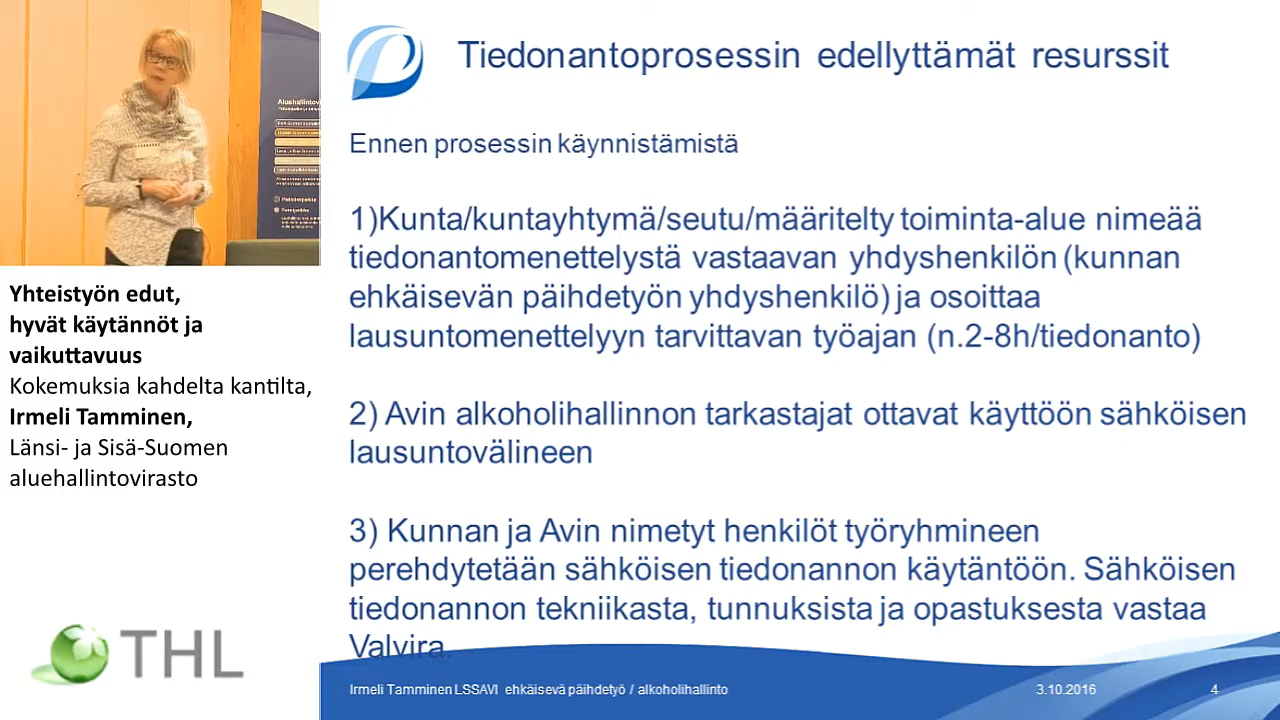 Aluehallintov
Yhteistyön edut,
hyvät käytännöt ja
vaikuttavuus
Kokemuksia kahdelta kantilta,
Irmeli Tamminen,
Länsi- ja Sisä-Suomen
aluehallintovirasto
THL
Tiedonantoprosessin edellyttämät resurssit
Ennen prosessin käynnistämistä
1)Kunta/kuntayhtymä/seutu/määritelty toiminta-alue nimeää
tiedonantomenettelystä vastaavan yhdyshenkilön (kunnan
ehkäisevän päihdetyön yhdyshenkilö) ja osoittaa
lausuntomenettelyyn tarvittavan työajan (n.2-8h/tiedonanto)
2) Avin alkoholihallinnon tarkastajat ottavat käyttöön sähköisen
lausuntovälineen
3) Kunnan ja Avin nimetyt henkilöt työryhmineen
perehdytetään sähköisen tiedonannon käytäntöön. Sähköisen
tiedonannon tekniikasta, tunnuksista ja opastuksesta vastaa
Valvira.
Irmeli Tamminen LSSAVI ehkäisevä päihdetyö / alkoholihallinto
3.10.2016
4